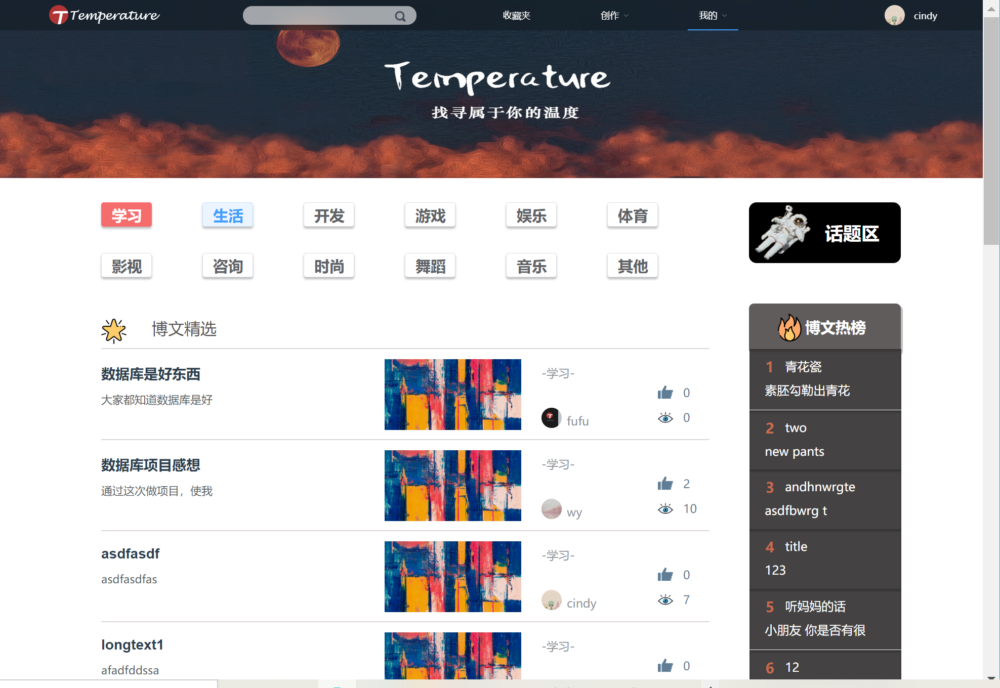 Temperature
收藏夹
创作
我的
cindy
Temperature
找寻属于你的温度
学习
生活
开发
游戏
娱乐
体育
影视
咨询
时尚
舞蹈
音乐
其他
话题区
博文精选
数据库是好东西
大家都知道数据库是好
-学习-
0
fufu
0
数据库项目感想
通过这次做项目，使我
-学习-
2
wy
10
asdfasdf
asdfasdfas
-学习-
0
cindy
7
longtext1
afadfddssa
-学习-
0
博文热榜
1 青花瓷
素胚勾勒出青花
2 two
new pants
3 andhnwrgte
asdfbwrg t
4 title
123
5 听妈妈的话
小朋友 你是否有很
6 12